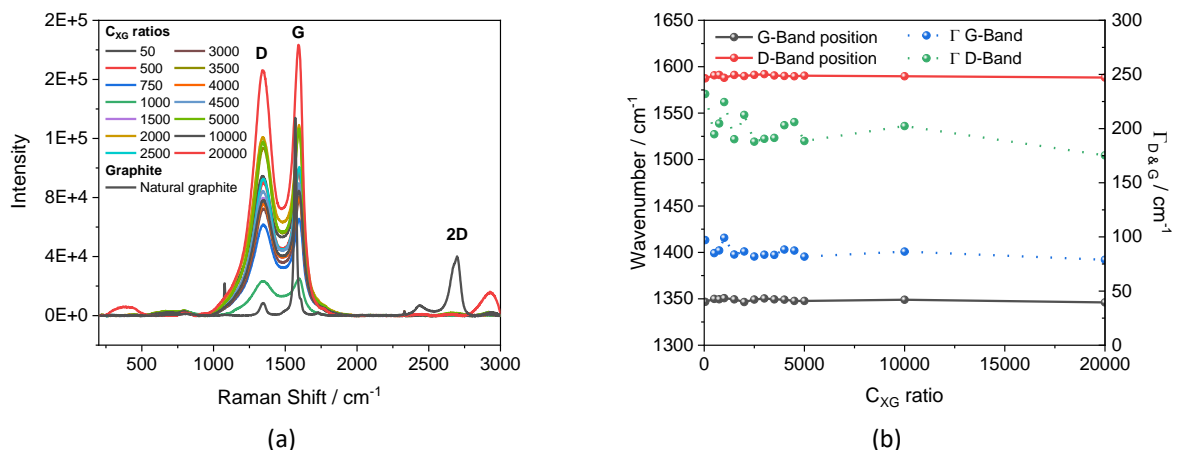 2E+5
2E+5
1E+5
8E+4
4E+4
0E+0
Intensity
C_XG ratios
50 3000
500 3500
750 4000
1000 4500
1500 5000
2000 10000
2500 20000
Graphite
Natural graphite
D
G
2D
500 1000 1500 2000 2500 3000
Raman Shift / cm⁻¹
(a)
1650
1600
1550
1500
1450
1400
1350
1300
Wavenumber / cm⁻¹
G-Band position Γ G-Band
D-Band position Γ D-Band
300
250
200
150
100
50
0
Γ_D & G / cm⁻¹
0 5000 10000 15000 20000
C_XG ratio
(b)